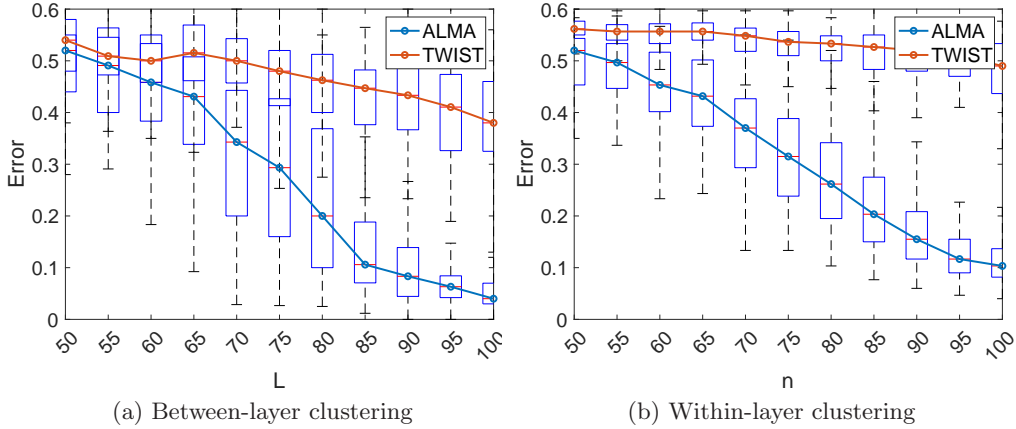 0.6
0.5
0.4
0.3
0.2
0.1
0
Error
ALMA
TWIST
50 55 60 65 70 75 80 85 90 95 100
L
(a) Between-layer clustering
0.6
0.5
0.4
0.3
0.2
0.1
0
Error
ALMA
TWIST
50 55 60 65 70 75 80 85 90 95 100
n
(b) Within-layer clustering